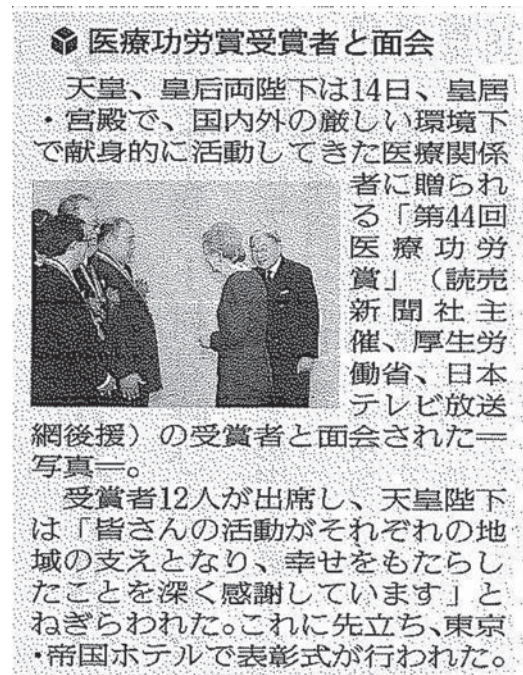 医療功労賞受賞者と面会
天皇、皇后両陛下は14日、皇居
・宮殿で、国内外の厳しい環境下
で献身的に活動してきた医療関係
者に贈られ
る「第44回
医療功労
賞」（読売
新聞社主
催、厚生労
働省、日本
テレビ放送
網後援）の受賞者と面会された＝
写真＝。
受賞者12人が出席し、天皇陛下
は「皆さんの活動がそれぞれの地
域の支えとなり、幸せをもたらし
たことを深く感謝しています」と
ねぎらわれた。これに先立ち、東京
・帝国ホテルで表彰式が行われた。